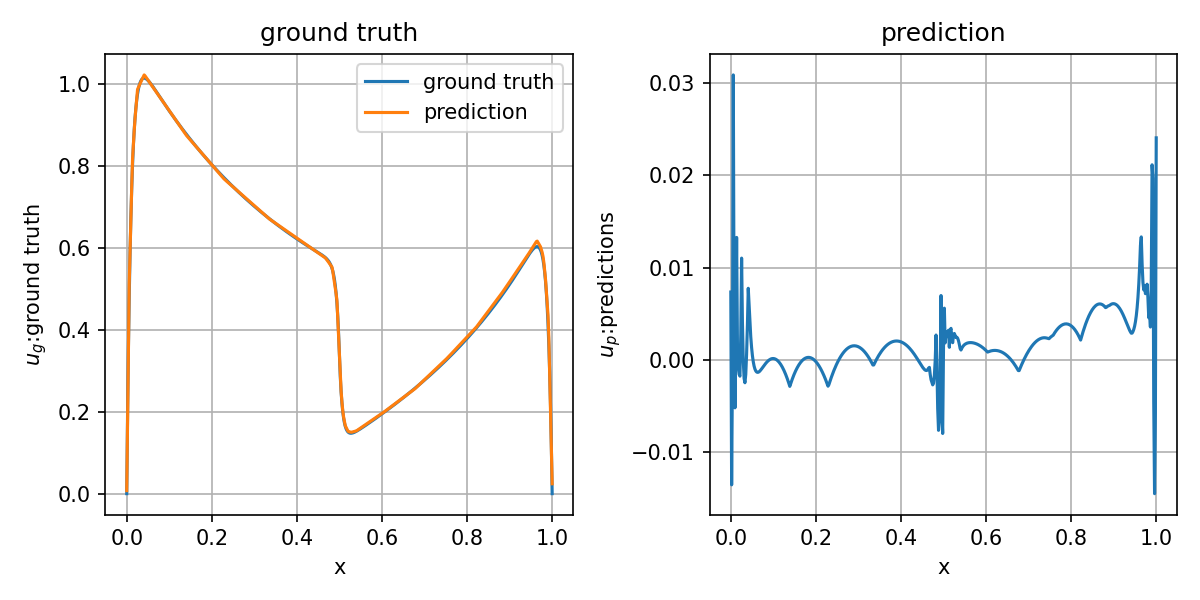 ground truth
1.0
0.8
0.6
0.4
0.2
0.0
u_g:ground truth
ground truth
prediction
0.0 0.2 0.4 0.6 0.8 1.0
x
prediction
0.03
0.02
0.01
0.00
−0.01
u_p:predictions
0.0 0.2 0.4 0.6 0.8 1.0
x